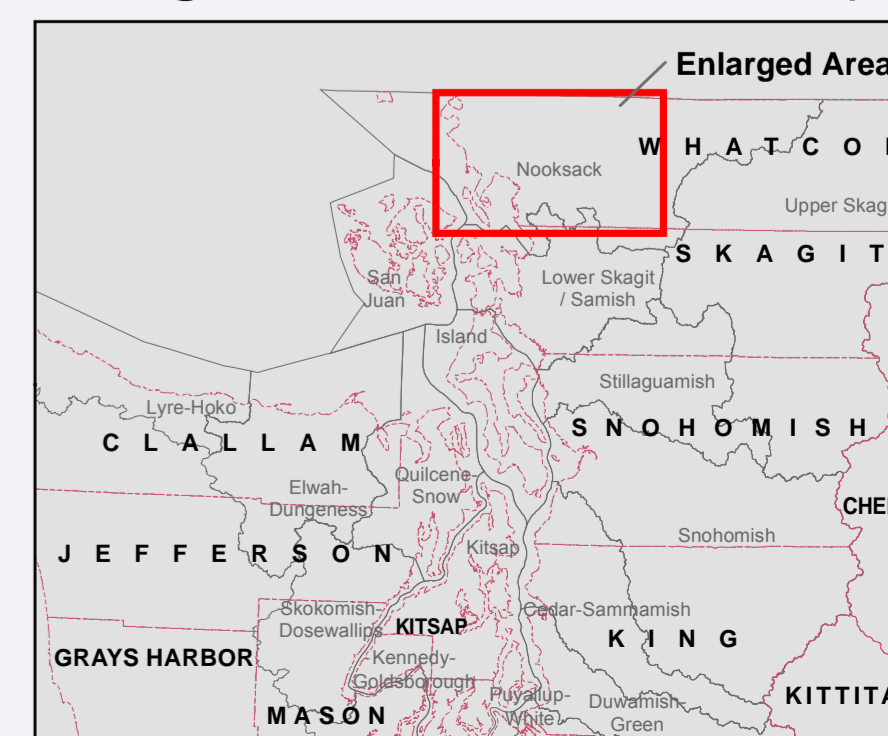 Enlarged Area
W H A T C O
Nooksack
Upper Skag
S K A G I T
San
Juan
Lower Skagit
/ Samish
Island
Stillaguamish
Lyre-Hoko
S N O H O M I S H
C L A L L A M
Quilcene-
Snow
Elwah-
Dungeness
CHE
Snohomish
J E F F E R S O N
Kitsap
Skokomish-
Dosewallips
Cedar-Sammamish
KITSAP
K I N G
GRAYS HARBOR
Kennedy-
Goldsborough
Puyallup-
White
Duwamish-
Green
KITTITA
M A S O N